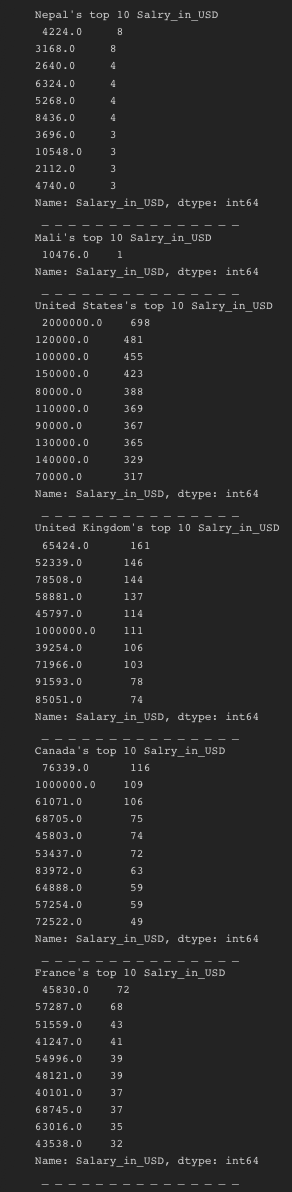 Nepal's top 10 Salry_in_USD
4224.0 8
3168.0 8
2640.0 4
6324.0 4
5268.0 4
8436.0 4
3696.0 3
10548.0 3
2112.0 3
4740.0 3
Name: Salary_in_USD, dtype: int64
_ _ _ _ _ _ _ _ _ _ _ _ _ _ _
Mali's top 10 Salry_in_USD
10476.0 1
Name: Salary_in_USD, dtype: int64
_ _ _ _ _ _ _ _ _ _ _ _ _ _ _
United States's top 10 Salry_in_USD
2000000.0 698
120000.0 481
100000.0 455
150000.0 423
80000.0 388
110000.0 369
90000.0 367
130000.0 365
140000.0 329
70000.0 317
Name: Salary_in_USD, dtype: int64
_ _ _ _ _ _ _ _ _ _ _ _ _ _ _
United Kingdom's top 10 Salry_in_USD
65424.0 161
52339.0 146
78508.0 144
58881.0 137
45797.0 114
1000000.0 111
39254.0 106
71966.0 103
91593.0 78
85051.0 74
Name: Salary_in_USD, dtype: int64
_ _ _ _ _ _ _ _ _ _ _ _ _ _ _
Canada's top 10 Salry_in_USD
76339.0 116
1000000.0 109
61071.0 106
68705.0 75
45803.0 74
53437.0 72
83972.0 63
64888.0 59
57254.0 59
72522.0 49
Name: Salary_in_USD, dtype: int64
_ _ _ _ _ _ _ _ _ _ _ _ _ _ _
France's top 10 Salry_in_USD
45830.0 72
57287.0 68
51559.0 43
41247.0 41
54996.0 39
48121.0 39
40101.0 37
68745.0 37
63016.0 35
43538.0 32
Name: Salary_in_USD, dtype: int64
_ _ _ _ _ _ _ _ _ _ _ _ _ _ _